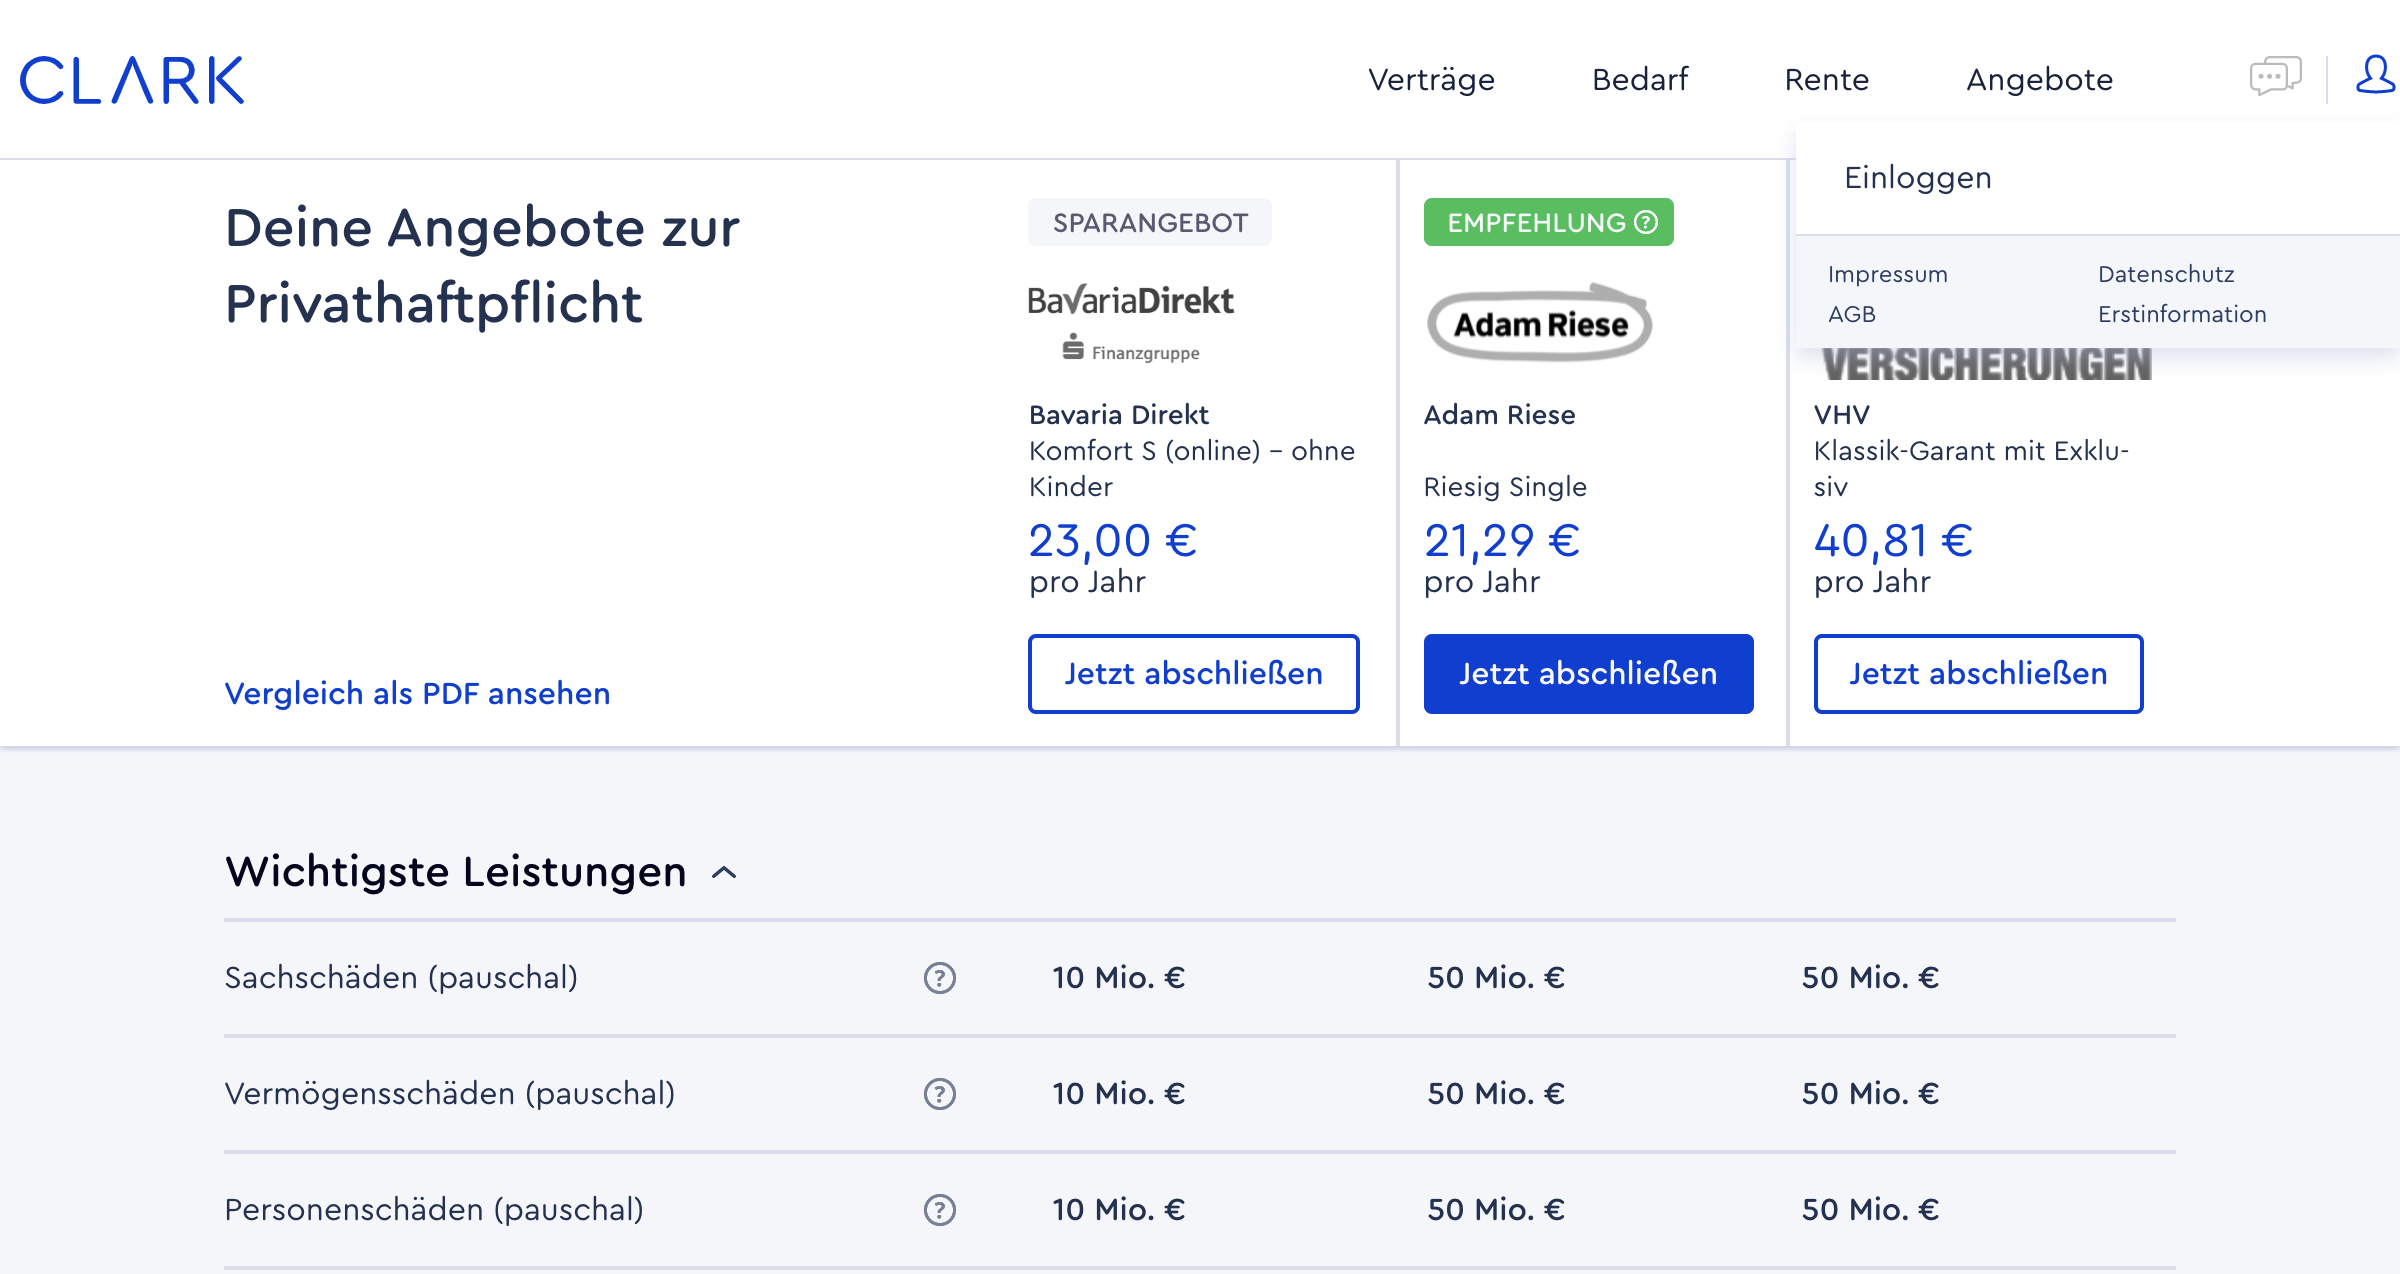 CLARK
Verträge
Bedarf
Rente
Angebote
Einloggen
Impressum
Datenschutz
AGB
Erstinformation
Deine Angebote zur
Privathaftpflicht
Vergleich als PDF ansehen
SPARANGEBOT
BavariaDirekt
Finanzgruppe
Bavaria Direkt
Komfort S (online) – ohne
Kinder
23,00 €
pro Jahr
Jetzt abschließen
EMPFEHLUNG ?
Adam Riese
Adam Riese
Riesig Single
21,29 €
pro Jahr
Jetzt abschließen
VERSICHERUNGEN
VHV
Klassik-Garant mit Exklu-
siv
40,81 €
pro Jahr
Jetzt abschließen
Wichtigste Leistungen
Sachschäden (pauschal) ? 10 Mio. € 50 Mio. € 50 Mio. €
Vermögensschäden (pauschal) ? 10 Mio. € 50 Mio. € 50 Mio. €
Personenschäden (pauschal) ? 10 Mio. € 50 Mio. € 50 Mio. €